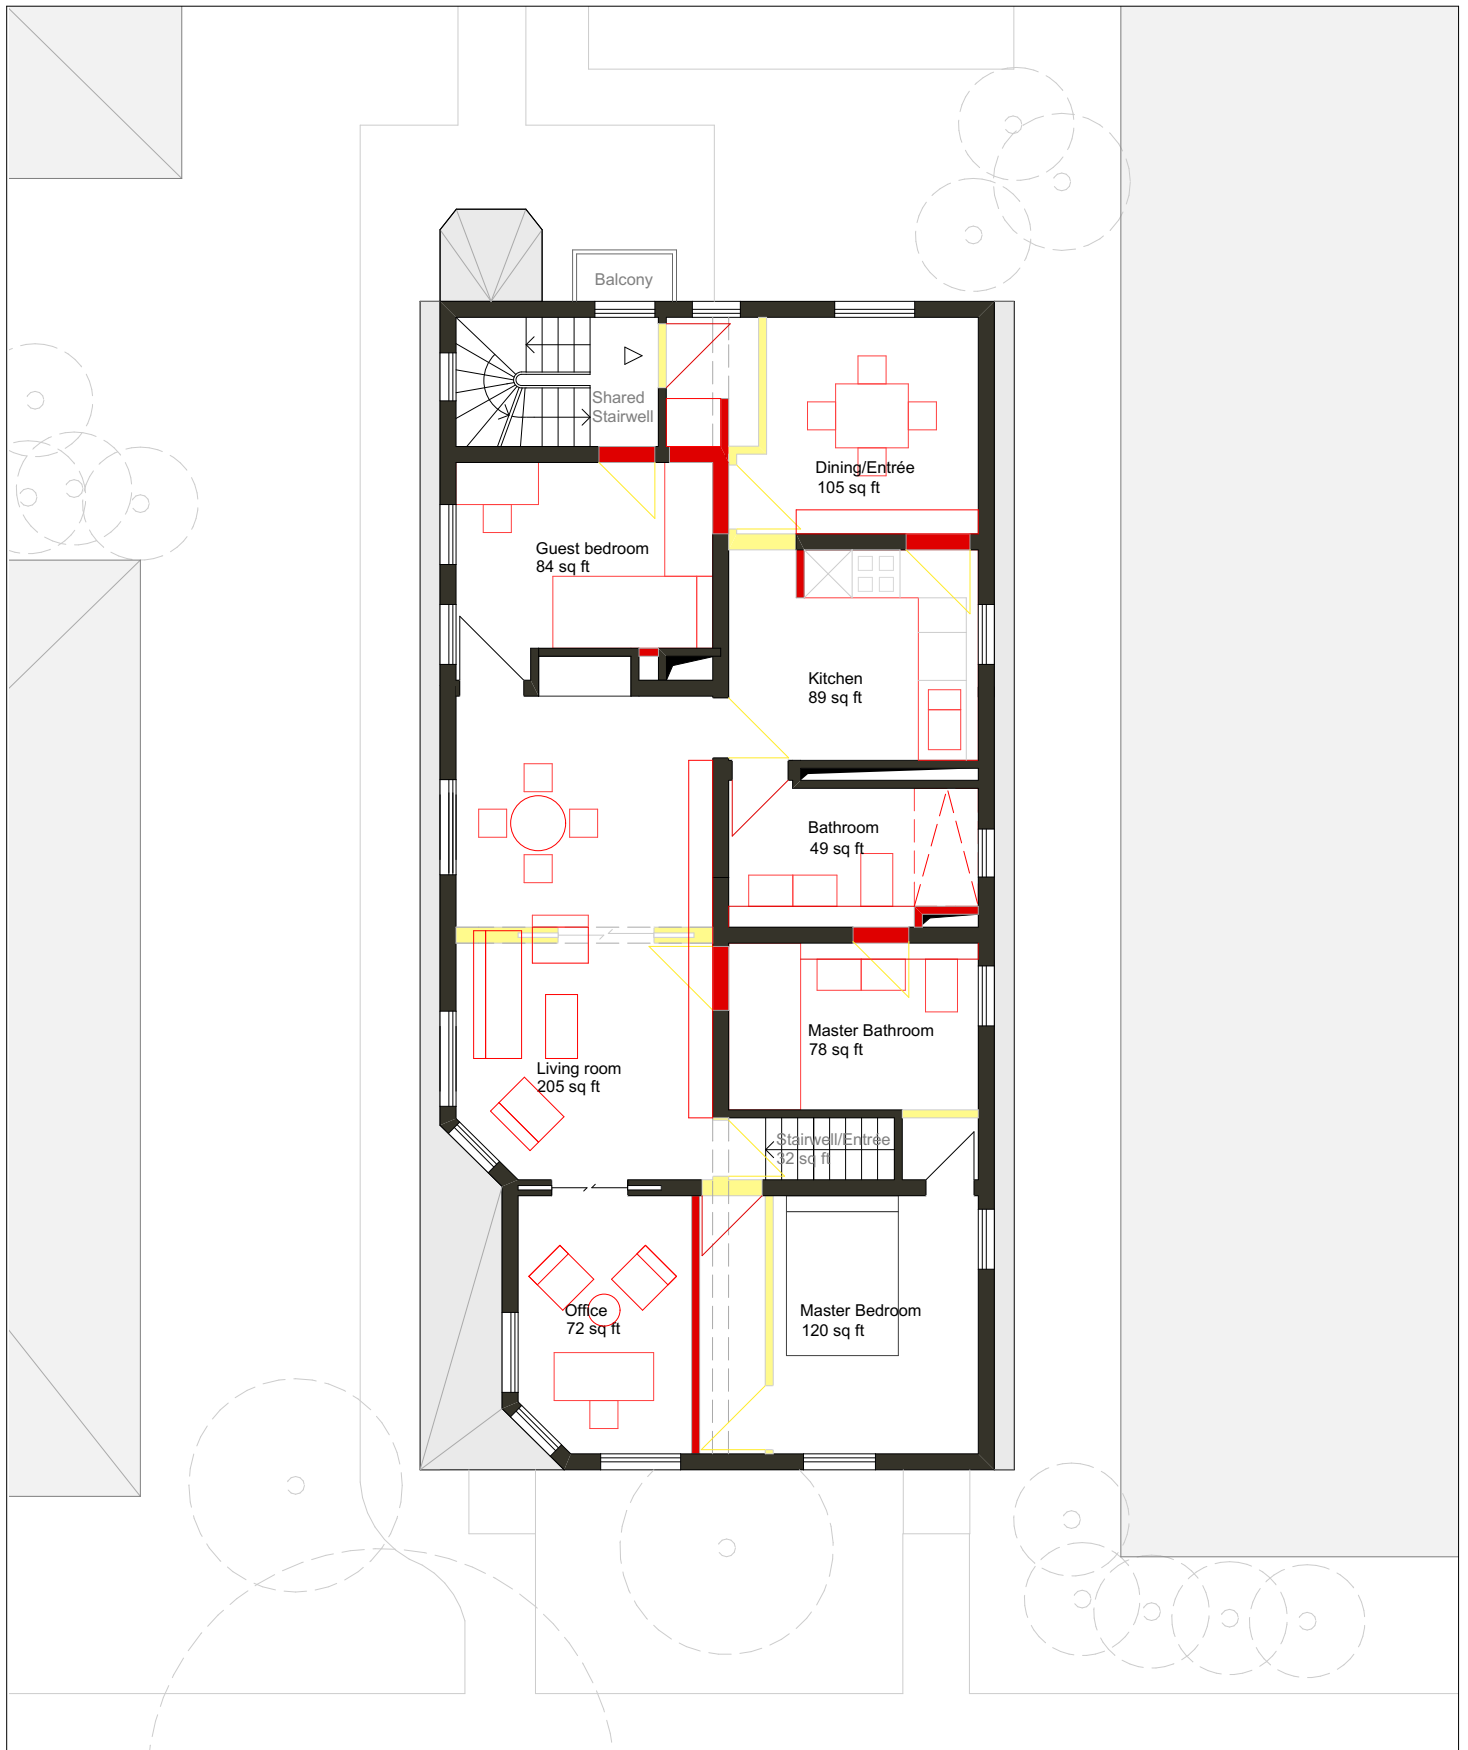 Balcony
Shared
Stairwell
Dining/Entrée
105 sq ft
Guest bedroom
84 sq ft
Kitchen
89 sq ft
Bathroom
49 sq ft
Master Bathroom
78 sq ft
Living room
205 sq ft
Stairwell/Entrée
32 sq ft
Office
72 sq ft
Master Bedroom
120 sq ft